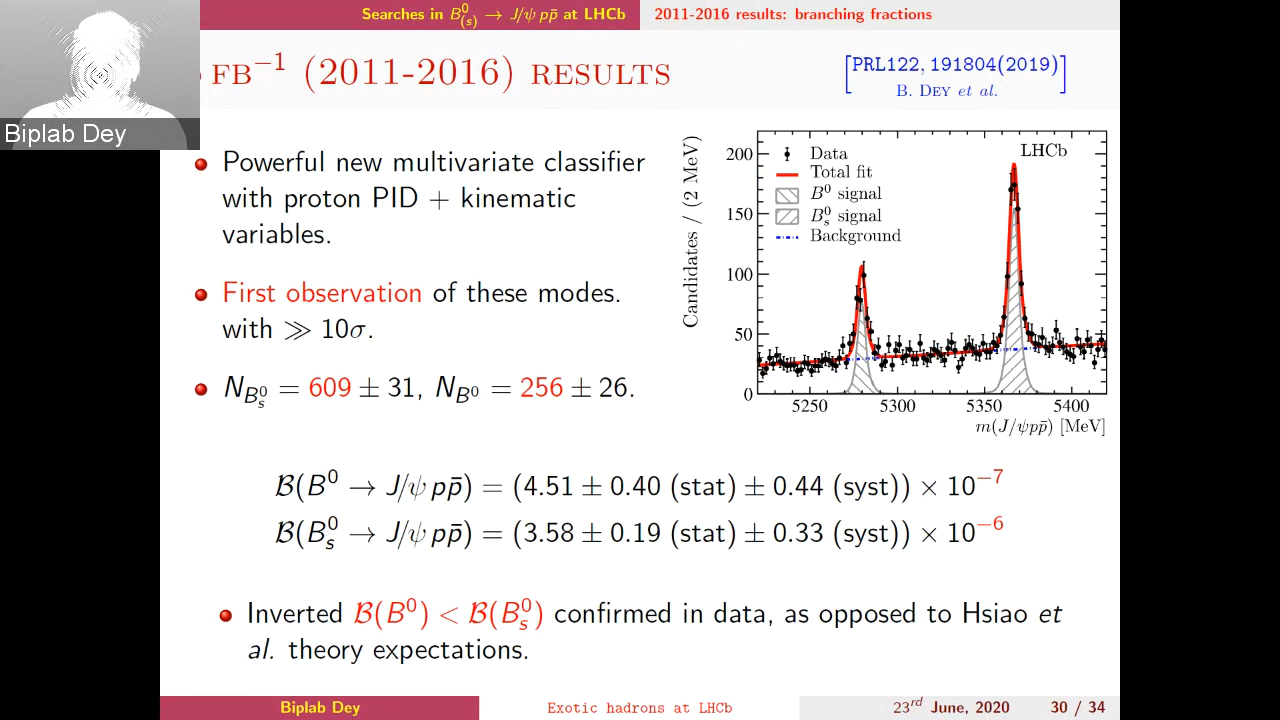 Searches in B⁰₍ₛ₎ → J/ψ pp̄ at LHCb
2011-2016 results: branching fractions
FB⁻¹ (2011-2016) RESULTS
[PRL122, 191804(2019)]
B. DEY et al.
Biplab Dey
Powerful new multivariate classifier
with proton PID + kinematic
variables.
First observation of these modes.
with ≫ 10σ.
N_{B⁰ₛ} = 609 ± 31, N_{B⁰} = 256 ± 26.
LHCb
Data
Total fit
B⁰ signal
B⁰ₛ signal
Background
Candidates / (2 MeV)
200
150
100
50
0
5250 5300 5350 5400
m(J/ψpp̄) [MeV]
ℬ(B⁰ → J/ψ pp̄) = (4.51 ± 0.40 (stat) ± 0.44 (syst)) × 10⁻⁷
ℬ(B⁰ₛ → J/ψ pp̄) = (3.58 ± 0.19 (stat) ± 0.33 (syst)) × 10⁻⁶
Inverted ℬ(B⁰) < ℬ(B⁰ₛ) confirmed in data, as opposed to Hsiao et
al. theory expectations.
Biplab Dey
Exotic hadrons at LHCb
23ʳᵈ June, 2020 30 / 34